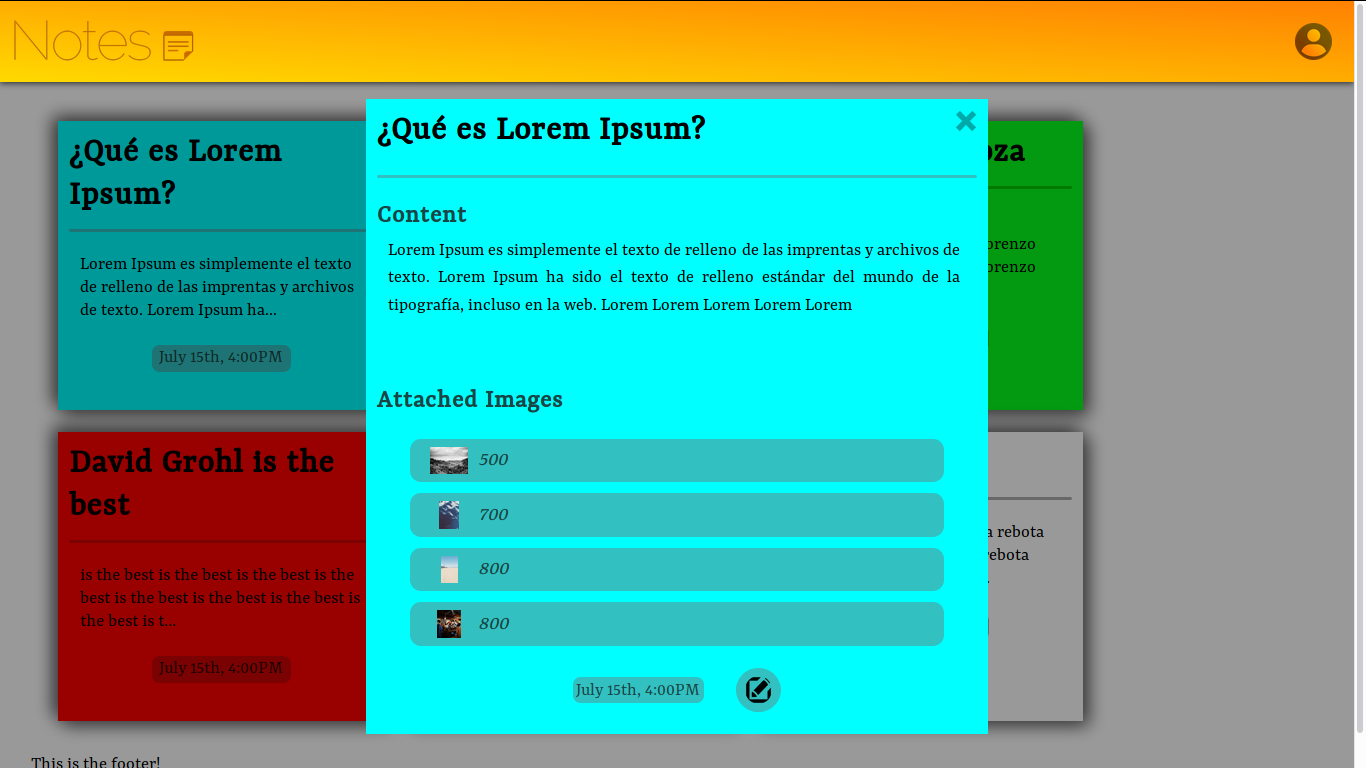 Notes
¿Qué es Lorem
Ipsum?
Lorem Ipsum es simplemente el texto
de relleno de las imprentas y archivos
de texto. Lorem Ipsum ha...
July 15th, 4:00PM
David Grohl is the
best
is the best is the best is the best is the
best is the best is the best is the best is
the best is t...
July 15th, 4:00PM
¿Qué es Lorem Ipsum?
Content
Lorem Ipsum es simplemente el texto de relleno de las imprentas y archivos de
texto. Lorem Ipsum ha sido el texto de relleno estándar del mundo de la
tipografía, incluso en la web. Lorem Lorem Lorem Lorem Lorem
Attached Images
500
700
800
800
July 15th, 4:00PM
oza
orenzo
orenzo
a rebota
rebota
This is the footer!